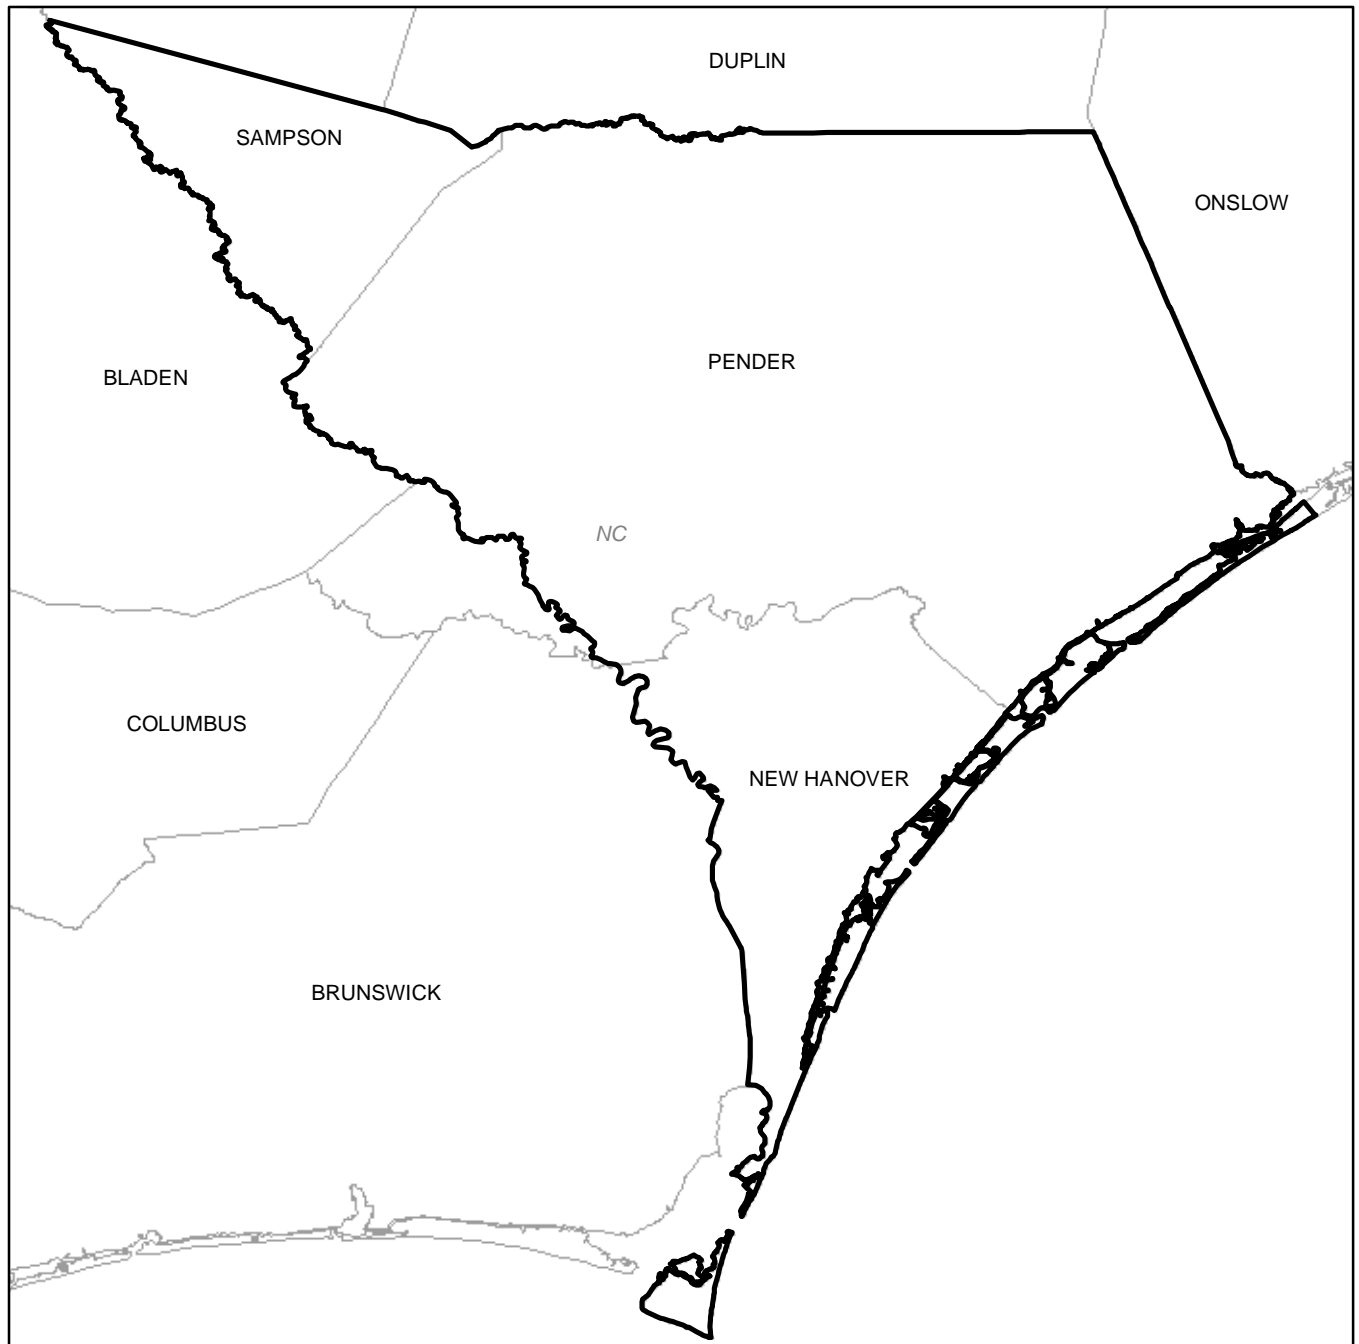 DUPLIN
SAMPSON
ONSLOW
PENDER
BLADEN
NC
COLUMBUS
NEW HANOVER
BRUNSWICK